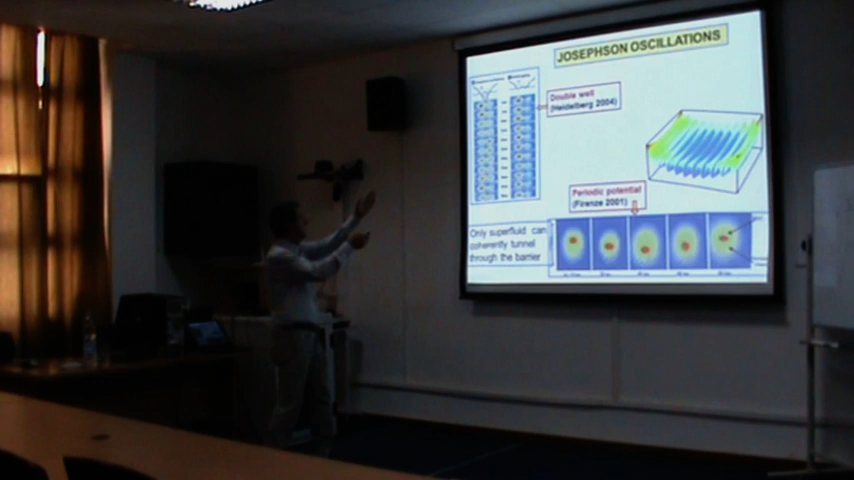 JOSEPHSON OSCILLATIONS
Double well
(Heidelberg 2004)
Periodic potential
(Firenze 2001)
Only superfluid can
coherently tunnel
through the barrier